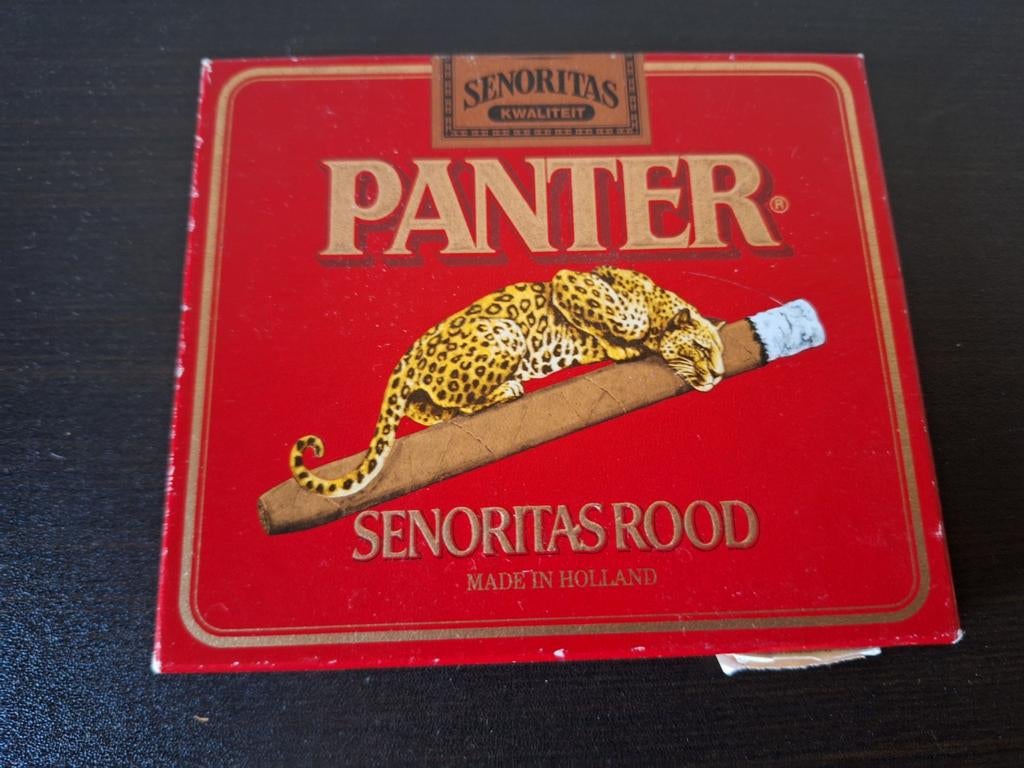 SENORITAS
KWALITEIT
PANTER®
SENORITAS ROOD
MADE IN HOLLAND